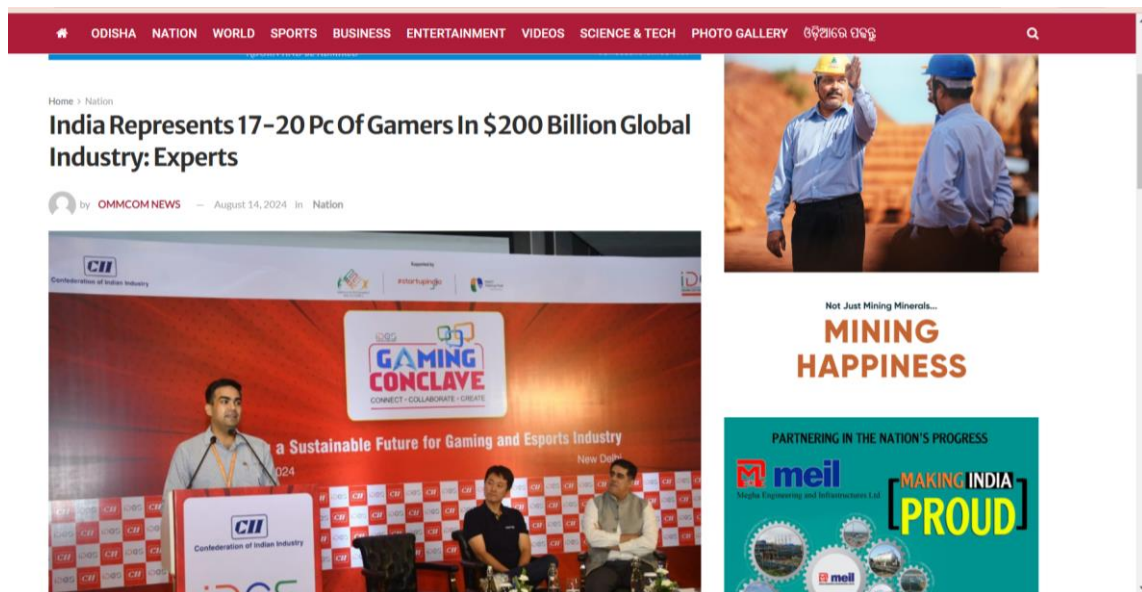 ODISHA NATION WORLD SPORTS BUSINESS ENTERTAINMENT VIDEOS SCIENCE & TECH PHOTO GALLERY ଓଡ଼ିଆରେ ପଢନ୍ତୁ
Home > Nation
India Represents 17-20 Pc Of Gamers In $200 Billion Global
Industry: Experts
by OMMCOM NEWS — August 14, 2024 in Nation
CII
Confederation of Indian Industry
Supported by
#startupindia
GAMING
CONCLAVE
CONNECT • COLLABORATE • CREATE
a Sustainable Future for Gaming and Esports Industry
2024
New Delhi
CII
Confederation of Indian Industry
Not Just Mining Minerals...
MINING
HAPPINESS
PARTNERING IN THE NATION'S PROGRESS
meil
Megha Engineering and Infrastructures Ltd
MAKING INDIA
PROUD
meil